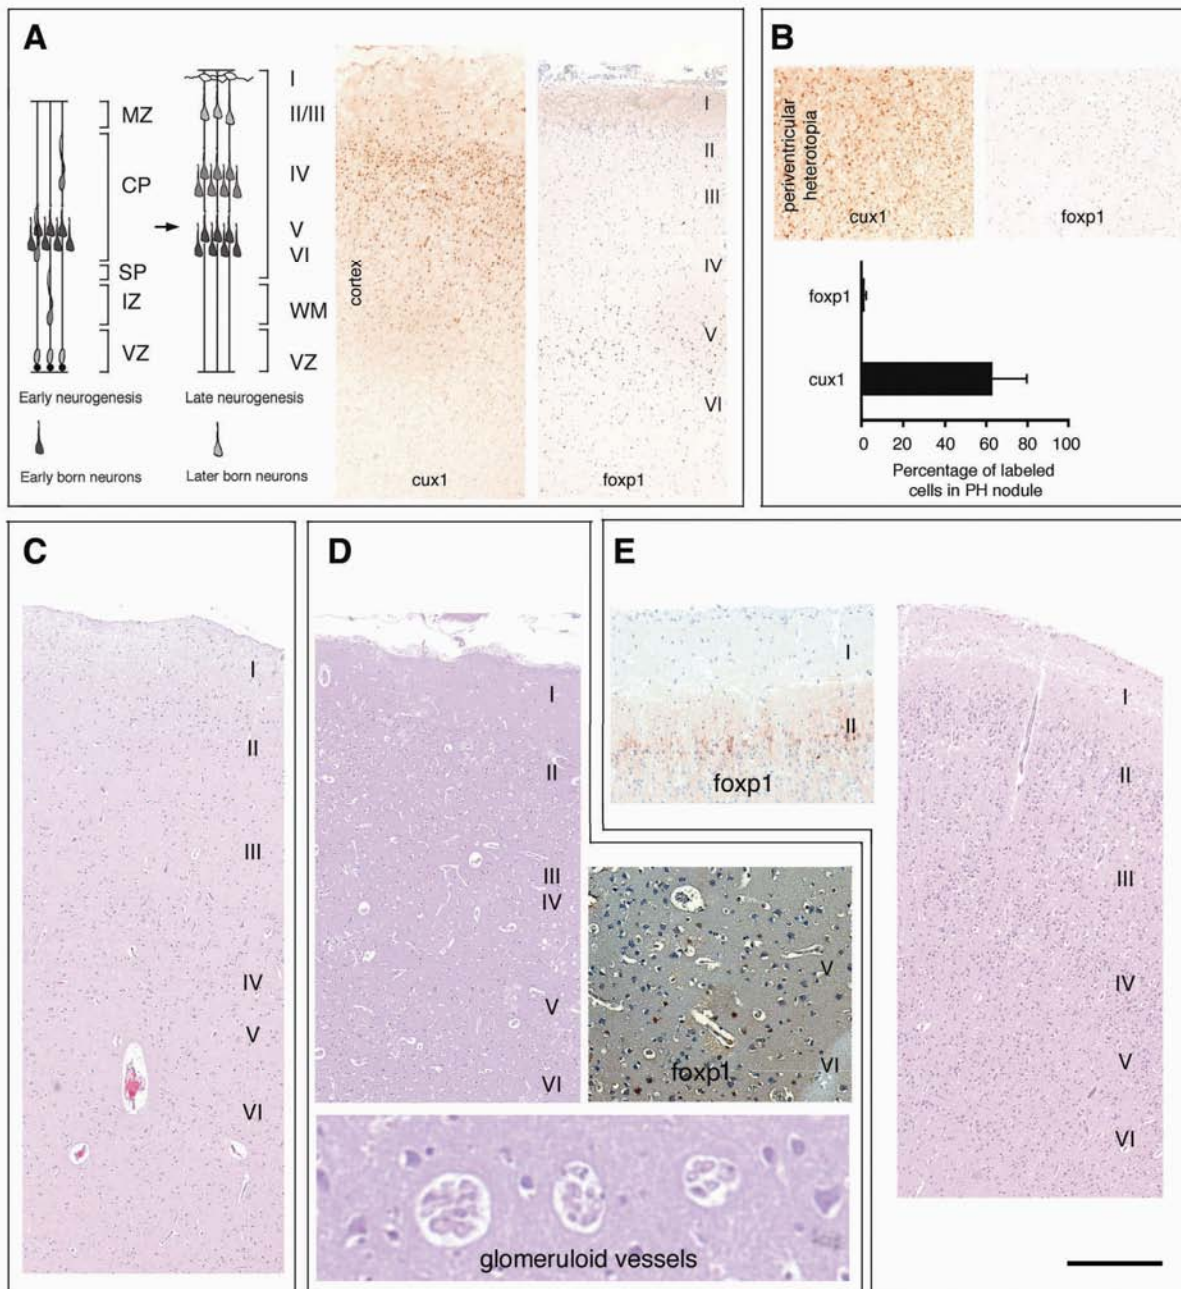 A
MZ
CP
SP
IZ
VZ
Early neurogenesis
Early born neurons
I
II/III
IV
V
VI
WM
VZ
Late neurogenesis
Later born neurons
cortex
cux1
I
II
III
IV
V
VI
foxp1
B
periventricular
heterotopia
cux1
foxp1
foxp1
cux1
0 20 40 60 80 100
Percentage of labeled
cells in PH nodule
C
I
II
III
IV
V
VI
D
I
II
III
IV
V
VI
V
VI
foxp1
glomeruloid vessels
E
I
II
foxp1
I
II
III
IV
V
VI